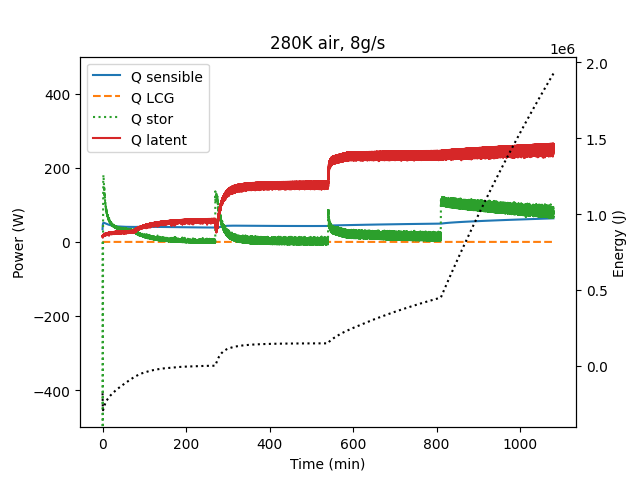 280K air, 8g/s
1e6
Q sensible
Q LCG
Q stor
Q latent
400
200
0
−200
−400
Power (W)
2.0
1.5
1.0
0.5
0.0
Energy (J)
0 200 400 600 800 1000
Time (min)